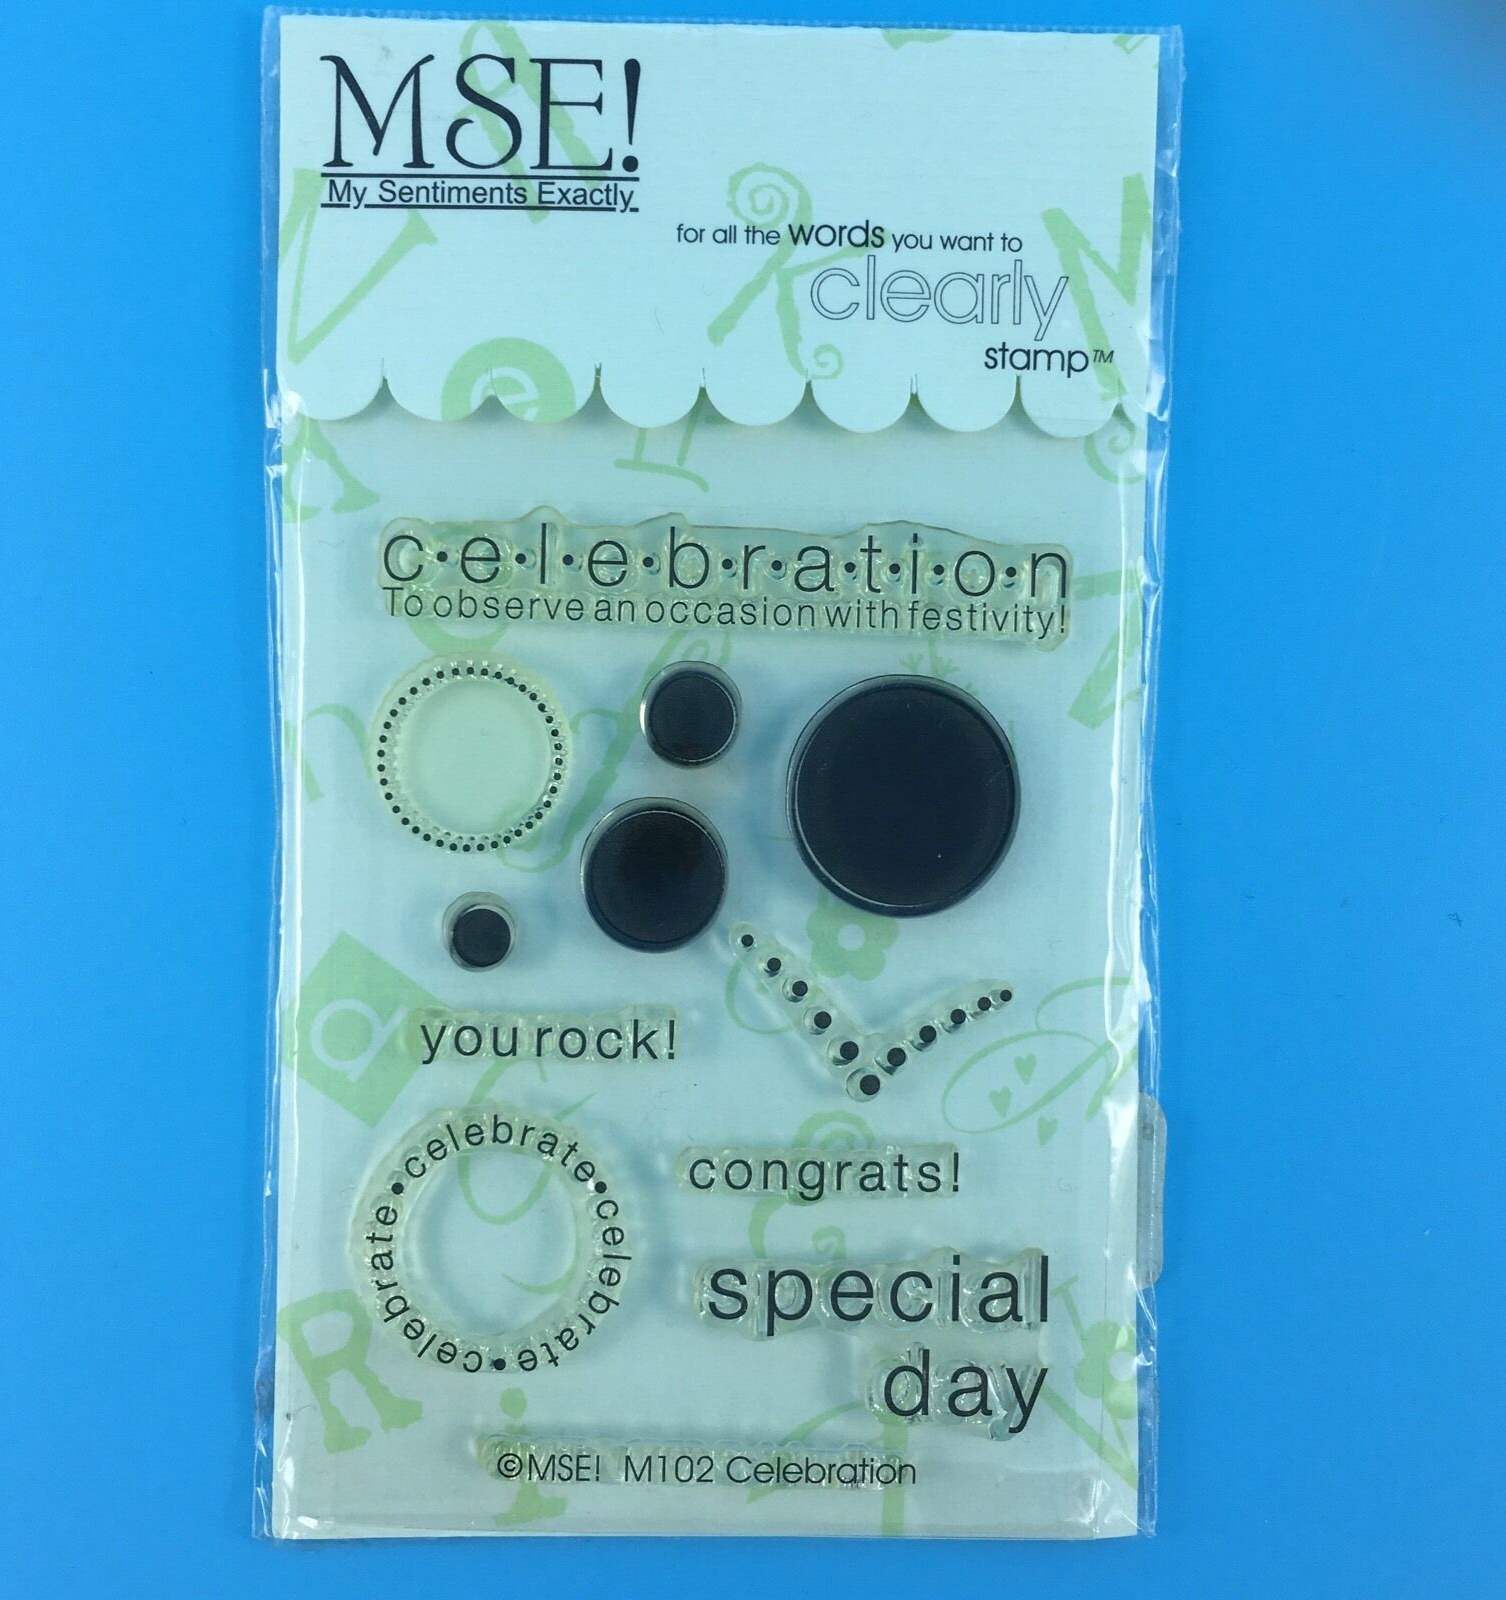 MSE!
My Sentiments Exactly
for all the words you want to
clearly
stamp™
c•e•l•e•b•r•a•t•i•o•n
To observe an occasion with festivity!
you rock!
celebrate•celebrate•celebrate•celebrate•
congrats!
special
day
©MSE! M102 Celebration